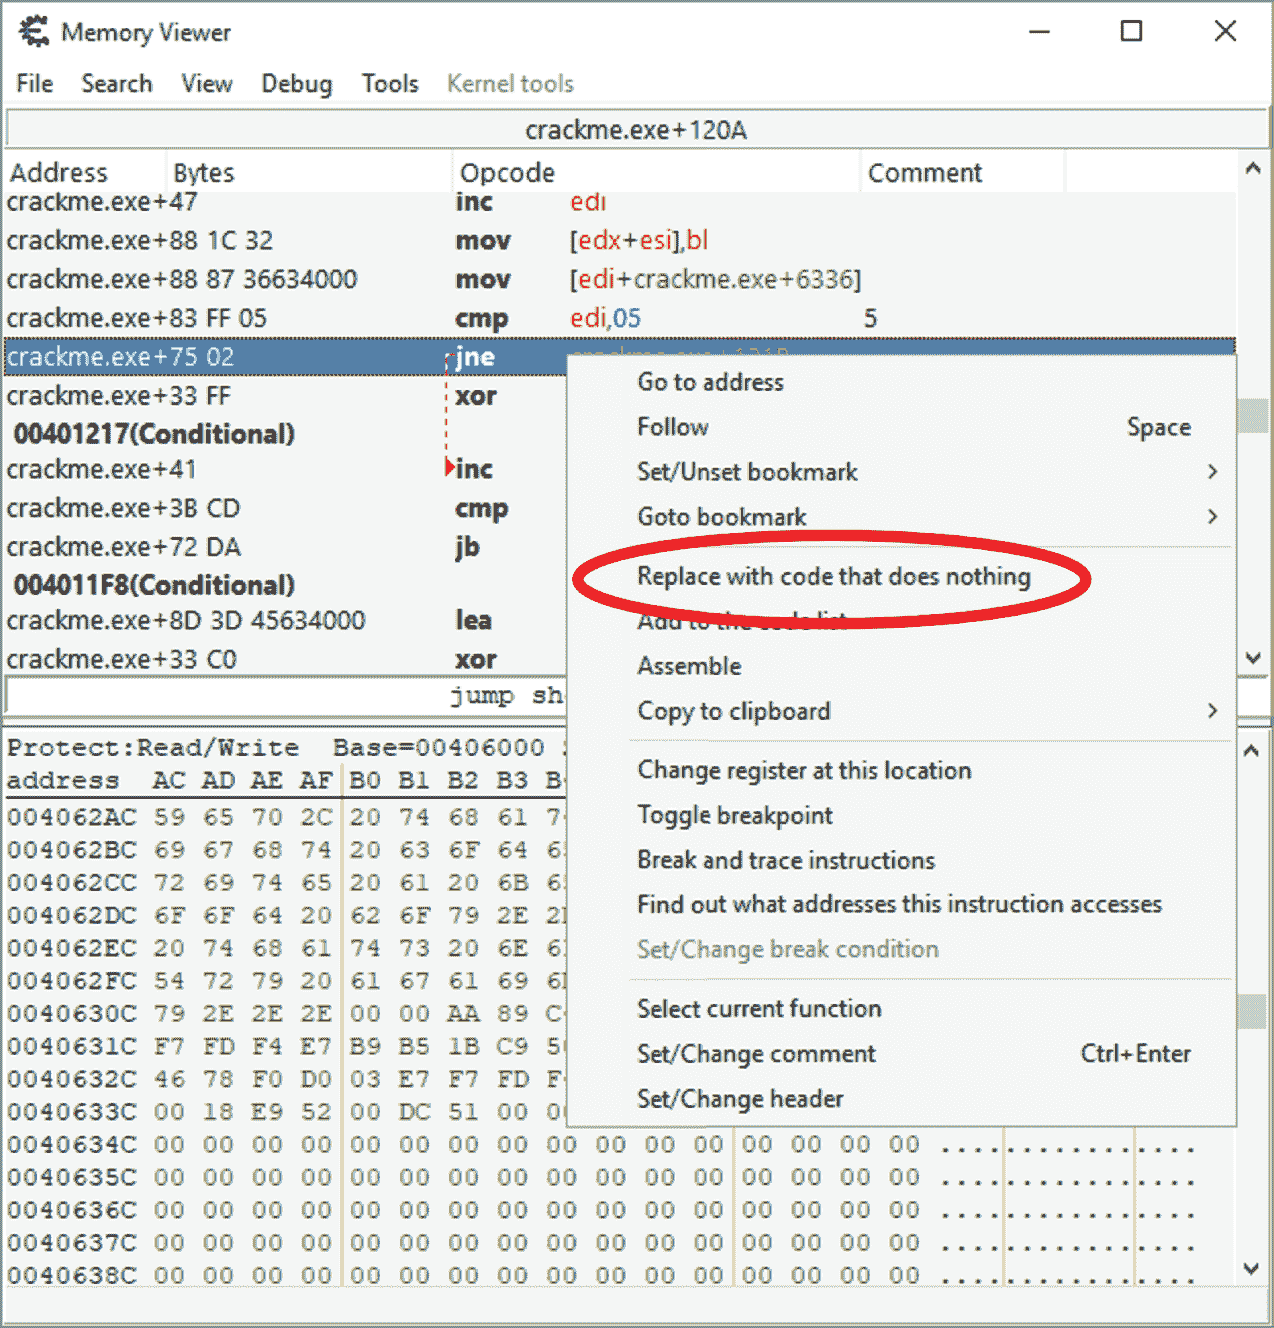 Memory Viewer
File Search View Debug Tools Kernel tools
crackme.exe+120A
Address Bytes Opcode Comment
crackme.exe+47 inc edi
crackme.exe+88 1C 32 mov [edx+esi],bl
crackme.exe+88 87 36634000 mov [edi+crackme.exe+6336]
crackme.exe+83 FF 05 cmp edi,05 5
crackme.exe+75 02 jne
crackme.exe+33 FF xor
00401217(Conditional)
crackme.exe+41 inc
crackme.exe+3B CD cmp
crackme.exe+72 DA jb
004011F8(Conditional)
crackme.exe+8D 3D 45634000 lea
crackme.exe+33 C0 xor
jump
Go to address
Follow Space
Set/Unset bookmark
Goto bookmark
Replace with code that does nothing
Add to the code list
Assemble
Copy to clipboard
Change register at this location
Toggle breakpoint
Break and trace instructions
Find out what addresses this instruction accesses
Set/Change break condition
Select current function
Set/Change comment Ctrl+Enter
Set/Change header
Protect:Read/Write Base=00406000
address AC AD AE AF B0 B1 B2 B3
004062AC 59 65 70 2C 20 74 68 61
004062BC 69 67 68 74 20 63 6F 64
004062CC 72 69 74 65 20 61 20 6B
004062DC 6F 6F 64 20 62 6F 79 2E
004062EC 20 74 68 61 74 73 20 6E
004062FC 54 72 79 20 61 67 61 69
0040630C 79 2E 2E 2E 00 00 AA 89
0040631C F7 FD F4 E7 B9 B5 1B C9
0040632C 46 78 F0 D0 03 E7 F7 FD
0040633C 00 18 E9 52 00 DC 51 00
0040634C 00 00 00 00 00 00 00 00 00 00 00 00 00 00 00 00 ................
0040635C 00 00 00 00 00 00 00 00 00 00 00 00 00 00 00 00 ................
0040636C 00 00 00 00 00 00 00 00 00 00 00 00 00 00 00 00 ................
0040637C 00 00 00 00 00 00 00 00 00 00 00 00 00 00 00 00 ................
0040638C 00 00 00 00 00 00 00 00 00 00 00 00 00 00 00 00 ................